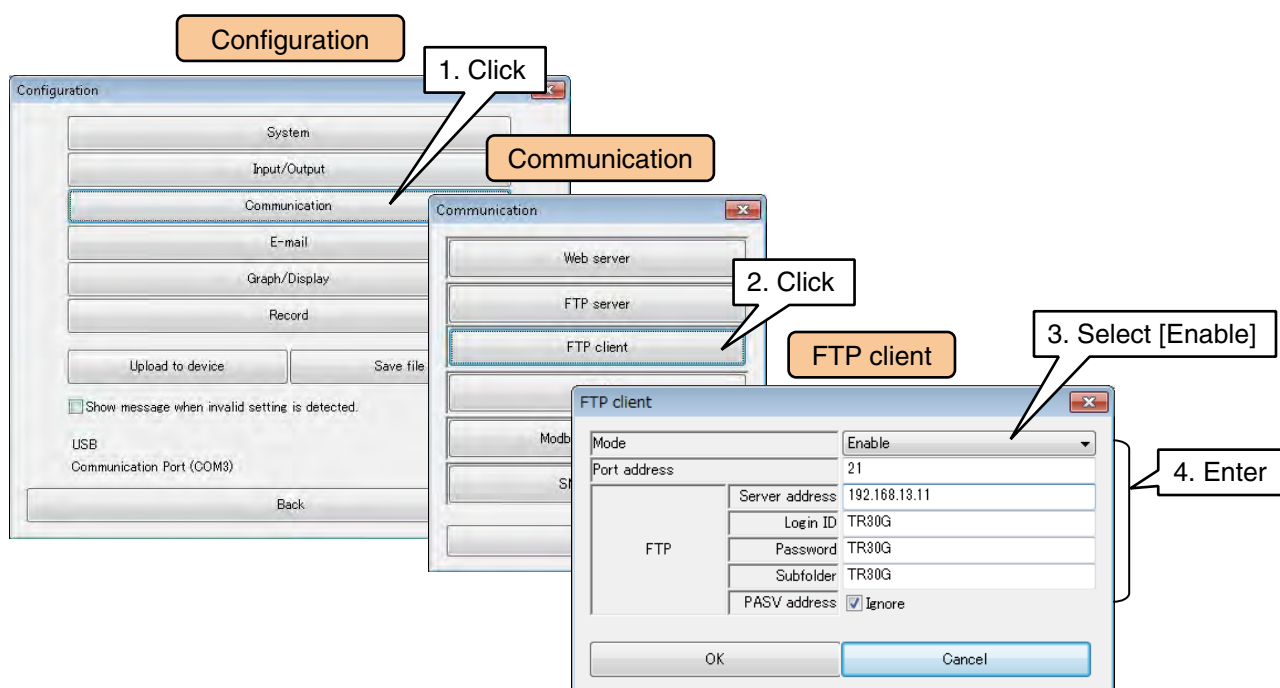 Configuration
1. Click
Configuration
System
Input/Output
Communication
E-mail
Graph/Display
Record
Upload to device
Save file
Show message when invalid setting is detected.
USB
Communication Port (COM3)
Back
Communication
Communication
Web server
FTP server
FTP client
2. Click
FTP client
3. Select [Enable]
FTP client
Mode
Enable
Port address
21
FTP
Server address
192.168.13.11
Login ID
TR30G
Password
TR30G
Subfolder
TR30G
PASV address
Ignore
OK
Cancel
4. Enter